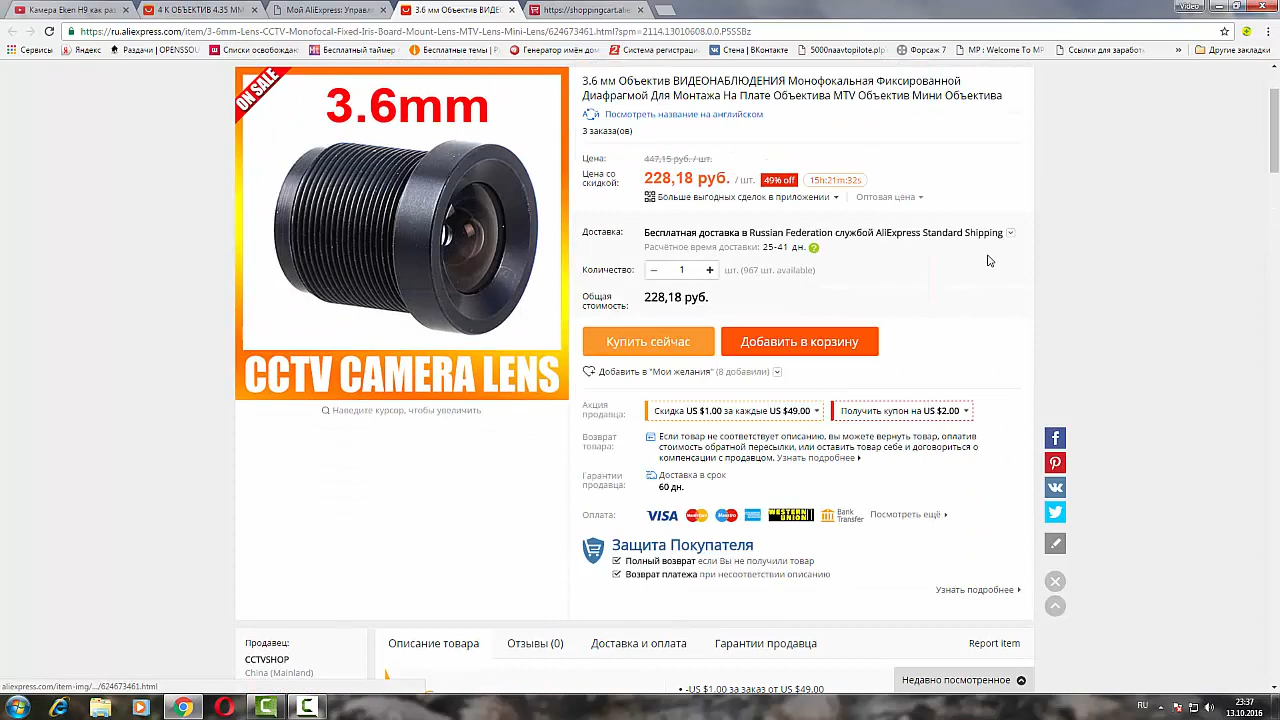 Камера Eken H9 как раз
4 К ОБЪЕКТИВ 4.35 ММ
Мой AliExpress: Управл
3.6 мм Объектив ВИДЕО
https://shoppingcart.alie
Video
https://ru.aliexpress.com/item/3-6mm-Lens-CCTV-Monofocal-Fixed-Iris-Board-Mount-Lens-MTV-Lens-Mini-Lens/624673461.html?spm=2114.13010608.0.0.P5SSBz
Сервисы
Яндекс
Раздачи (OPENSSOU
Списки освобождаю
Бесплатный таймер
Бесплатные темы (
Генератор имён дом
Система регистраци
Стена | ВКонтакте
5000navtopilote.plp
Форсаж 7
MP : Welcome To MP
Ссылки для заработ
»
Другие закладки
ON SALE
3.6mm
CCTV CAMERA LENS
Наведите курсор, чтобы увеличить
3.6 мм Объектив ВИДЕОНАБЛЮДЕНИЯ Монофокальная Фиксированной
Диафрагмой Для Монтажа На Плате Объектива MTV Объектив Мини Объектива
Посмотреть название на английском
3 заказа(ов)
Цена: 447,15 руб. / шт.
Цена со скидкой: 228,18 руб. / шт. 49% off 15h:21m:32s
Больше выгодных сделок в приложении
Оптовая цена
Доставка: Бесплатная доставка в Russian Federation службой AliExpress Standard Shipping
Расчётное время доставки: 25-41 дн. ?
Количество: − 1 + шт. (967 шт. available)
Общая стоимость: 228,18 руб.
Купить сейчас
Добавить в корзину
Добавить в "Мои желания" (8 добавили)
Акция продавца: Скидка US $1.00 за каждые US $49.00
Получить купон на US $2.00
Возврат товара: Если товар не соответствует описанию, вы можете вернуть товар, оплатив
стоимость обратной пересылки, или оставить товар себе и договориться о
компенсации с продавцом. Узнать подробнее
Гарантии продавца: Доставка в срок
60 дн.
Оплата: VISA MasterCard Maestro WESTERN UNION Bank Transfer Посмотреть ещё
Защита Покупателя
Полный возврат если Вы не получили товар
Возврат платежа при несоответствии описанию
Узнать подробнее
Продавец:
CCTVSHOP
China (Mainland)
Описание товара
Отзывы (0)
Доставка и оплата
Гарантии продавца
Report item
-US $1.00 за заказ от US $49.00
Недавно посмотренное
aliexpress.com/item-img/.../624673461.html
RU
23:37
13.10.2016